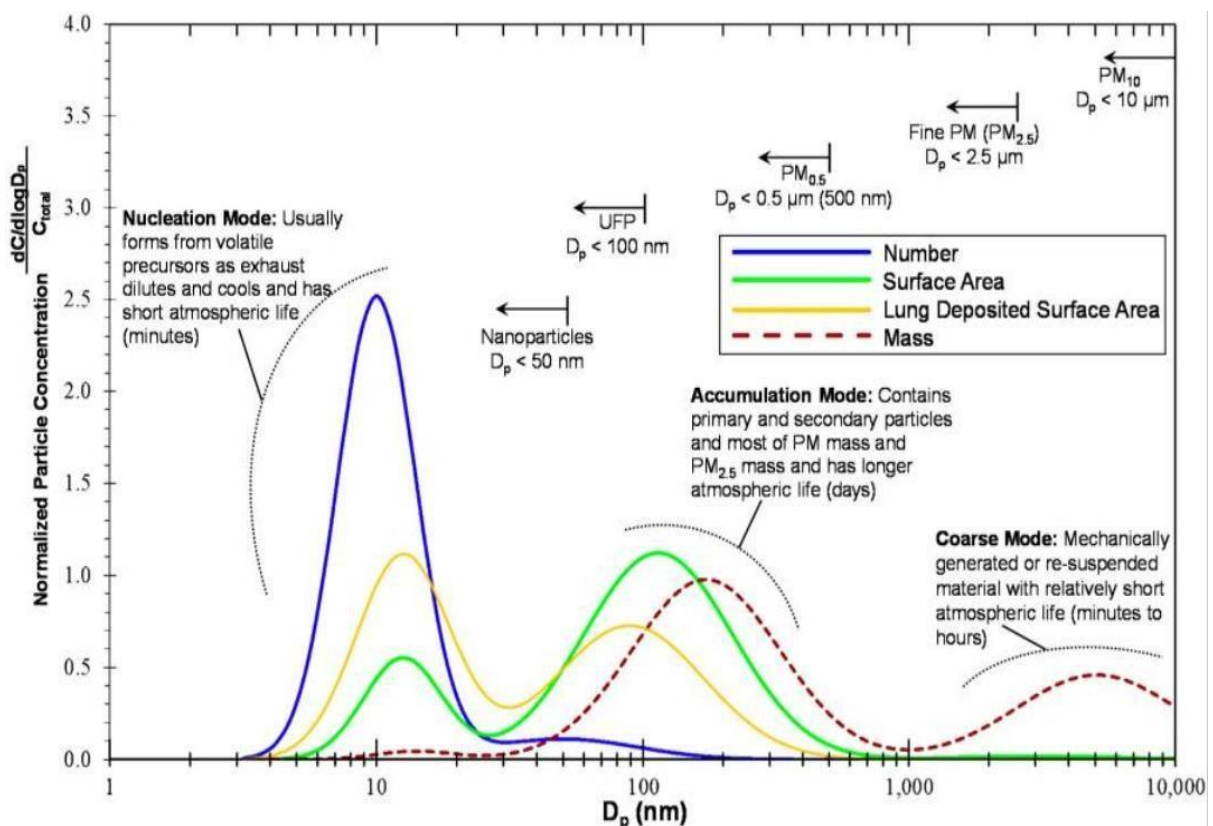 4.0
3.5
3.0
2.5
2.0
1.5
1.0
0.5
0.0
Normalized Particle Concentration dC/dlogDₚ
C_total
PM₁₀
Dₚ < 10 µm
Fine PM (PM₂.₅)
Dₚ < 2.5 µm
PM₀.₅
Dₚ < 0.5 µm (500 nm)
UFP
Dₚ < 100 nm
Nanoparticles
Dₚ < 50 nm
Nucleation Mode: Usually
forms from volatile
precursors as exhaust
dilutes and cools and has
short atmospheric life
(minutes)
Number
Surface Area
Lung Deposited Surface Area
Mass
Accumulation Mode: Contains
primary and secondary particles
and most of PM mass and
PM₂.₅ mass and has longer
atmospheric life (days)
Coarse Mode: Mechanically
generated or re-suspended
material with relatively short
atmospheric life (minutes to
hours)
1 10 100 1,000 10,000
Dₚ (nm)